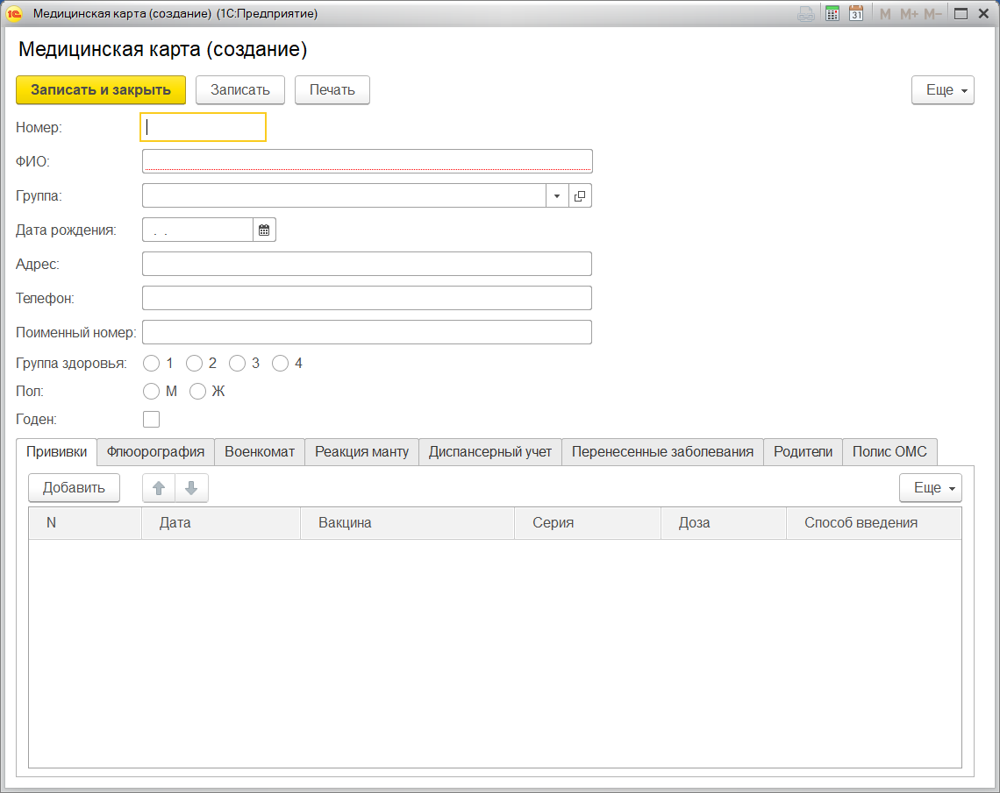 Медицинская карта (создание) (1С:Предприятие)
31 M M+ M−
Медицинская карта (создание)
Записать и закрыть Записать Печать Еще
Номер:
ФИО:
Группа:
Дата рождения: . .
Адрес:
Телефон:
Поименный номер:
Группа здоровья: 1 2 3 4
Пол: М Ж
Годен:
Прививки Флюорография Военкомат Реакция манту Диспансерный учет Перенесенные заболевания Родители Полис ОМС
Добавить Еще
N Дата Вакцина Серия Доза Способ введения